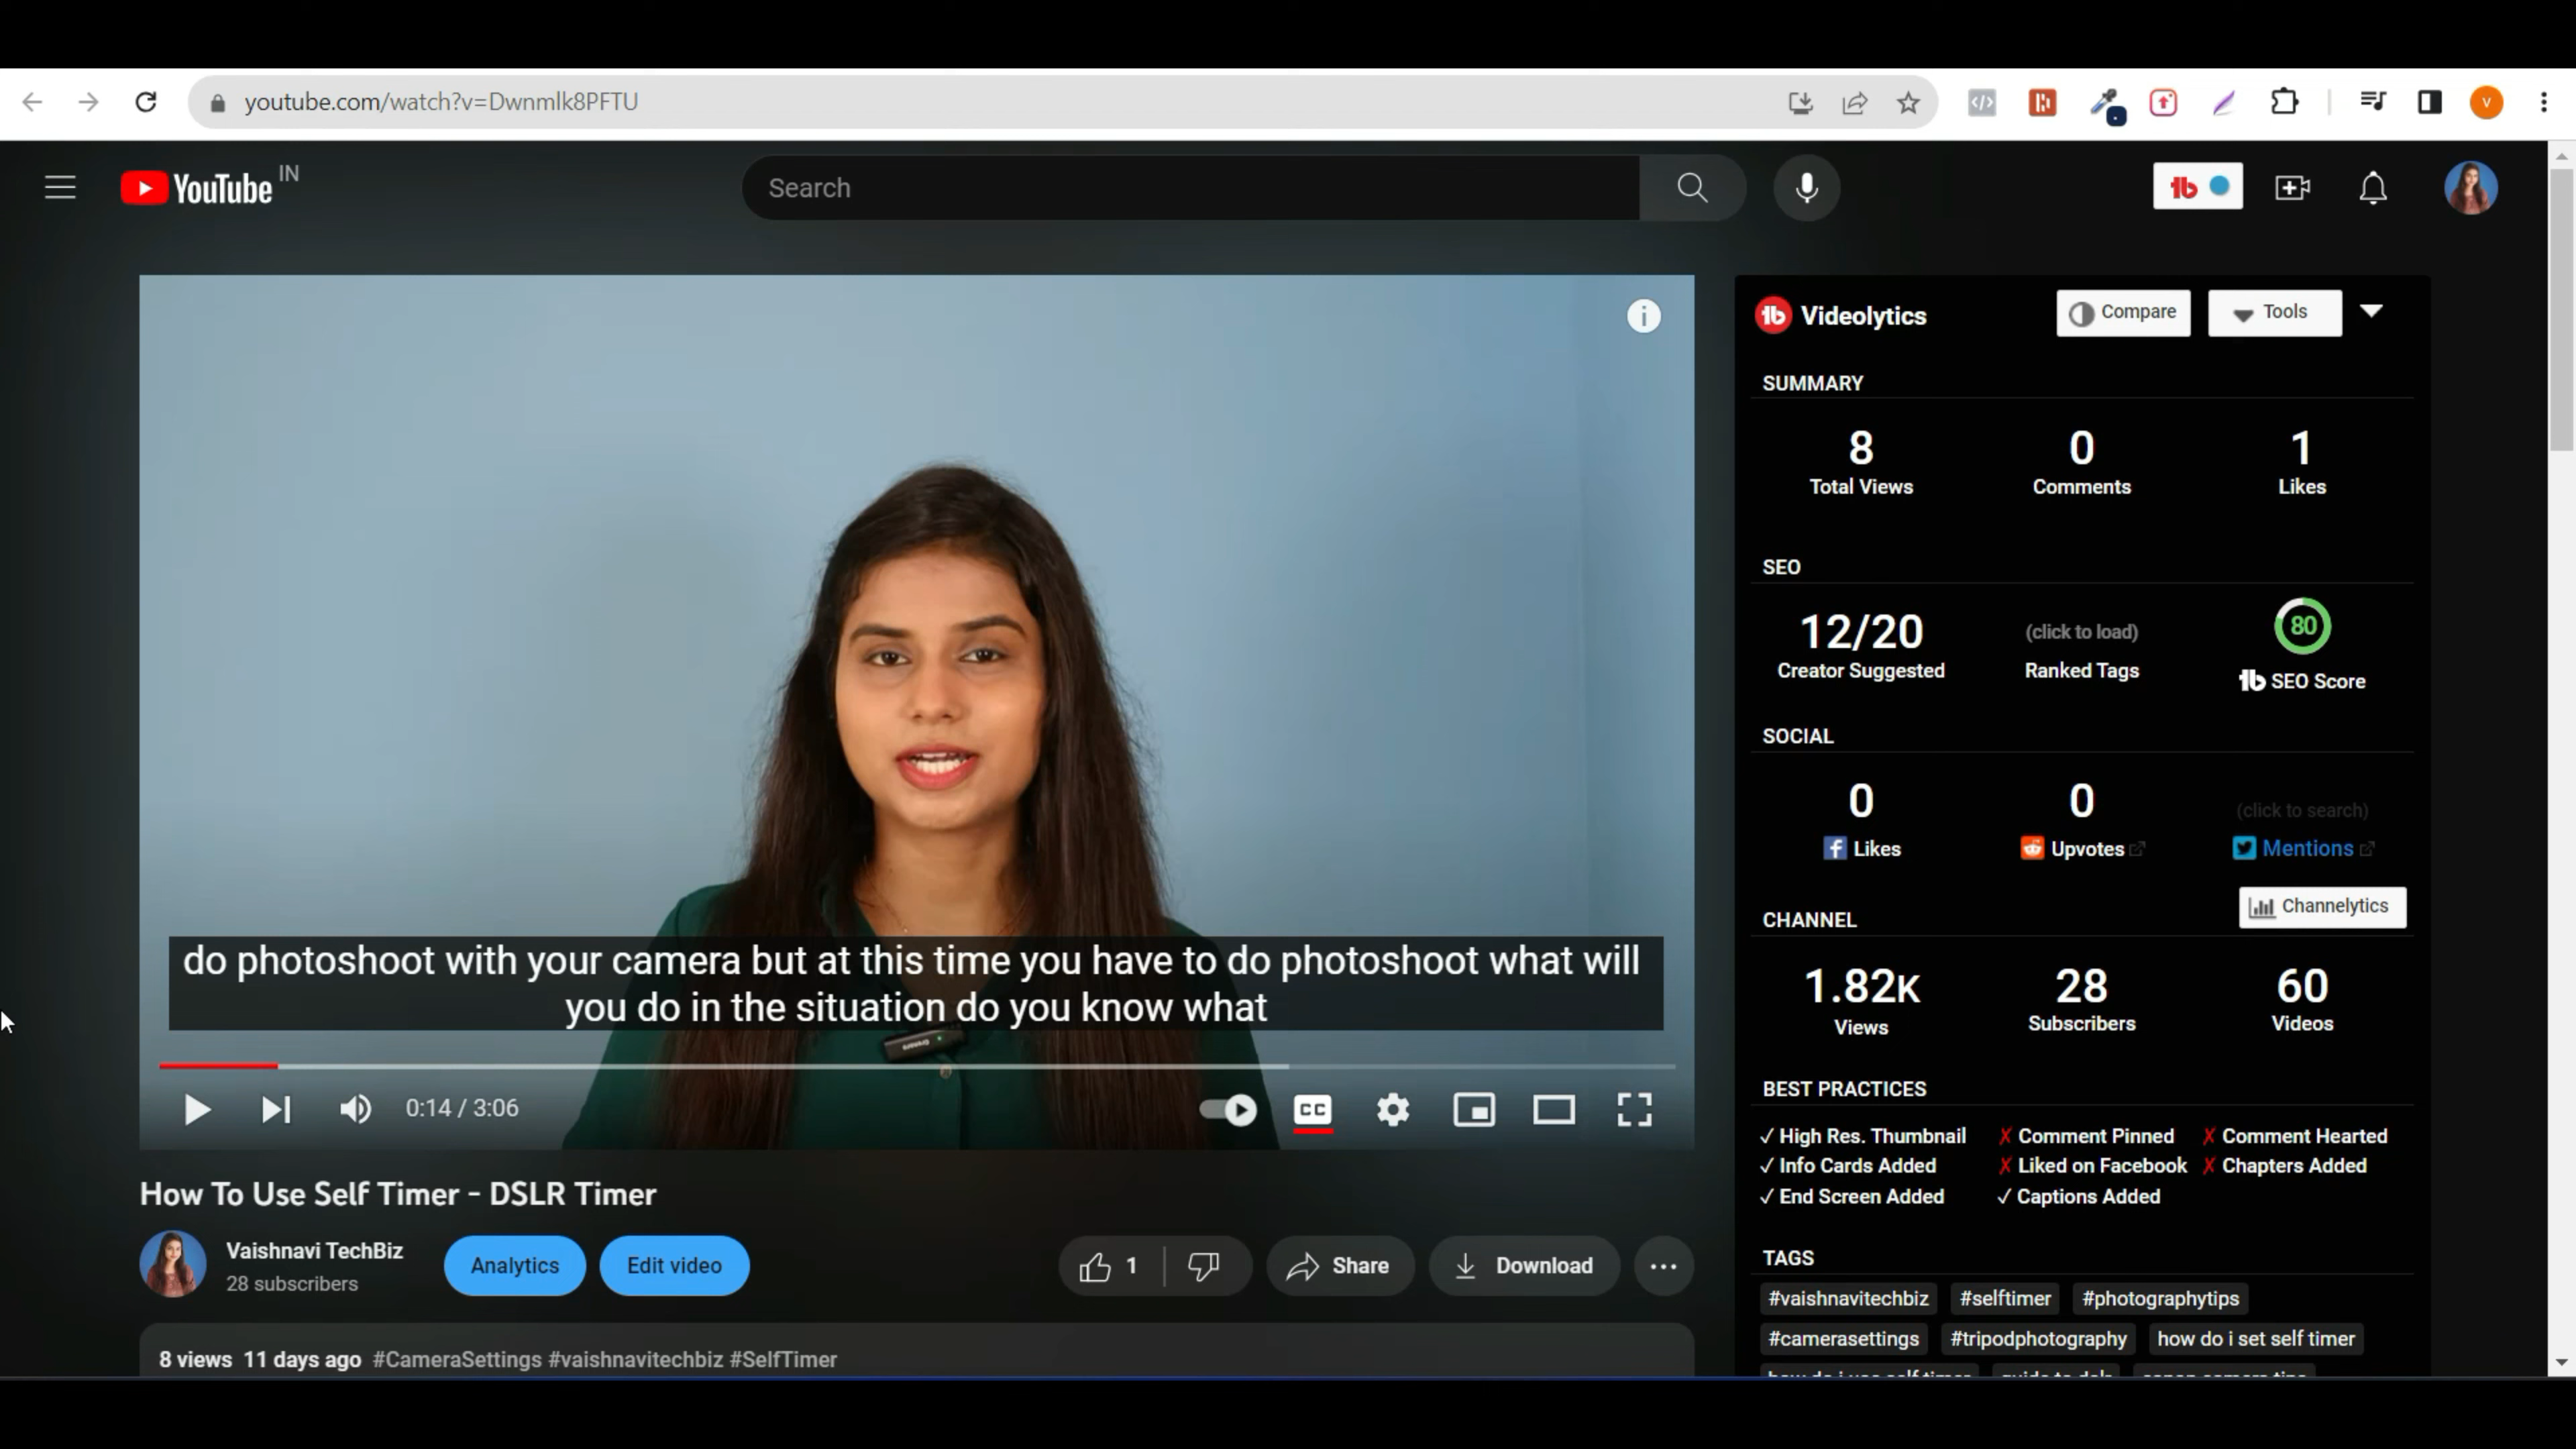 youtube.com/watch?v=Dwnmlk8PFTU
V
YouTube IN
Search
do photoshoot with your camera but at this time you have to do photoshoot what will
you do in the situation do you know what
0:14 / 3:06
CC
How To Use Self Timer - DSLR Timer
Vaishnavi TechBiz
28 subscribers
Analytics
Edit video
1
Share
Download
8 views 11 days ago #CameraSettings #vaishnavitechbiz #SelfTimer
Videolytics
Compare
Tools
SUMMARY
8 0 1
Total Views Comments Likes
SEO
12/20 (click to load) 80
Creator Suggested Ranked Tags SEO Score
SOCIAL
0 0 (click to search)
Likes Upvotes Mentions
CHANNEL
Channelytics
1.82K 28 60
Views Subscribers Videos
BEST PRACTICES
✓ High Res. Thumbnail ✗ Comment Pinned ✗ Comment Hearted
✓ Info Cards Added ✗ Liked on Facebook ✗ Chapters Added
✓ End Screen Added ✓ Captions Added
TAGS
#vaishnavitechbiz #selftimer #photographytips
#camerasettings #tripodphotography how do i set self timer